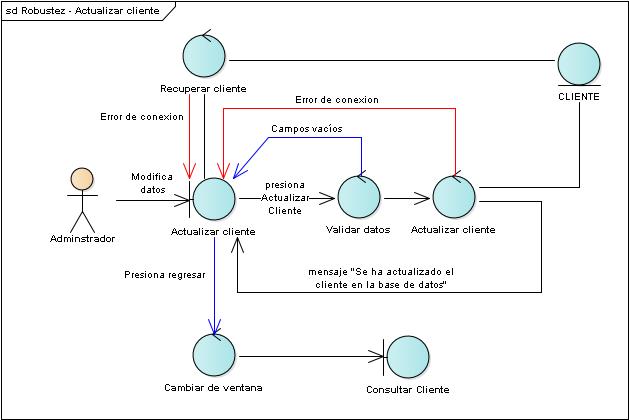 sd Robustez - Actualizar cliente
Recuperar cliente
CLIENTE
Error de conexion
Error de conexion
Campos vacíos
Modifica
datos
presiona
Actualizar
Cliente
Adminstrador
Actualizar cliente
Validar datos
Actualizar cliente
Presiona regresar
mensaje "Se ha actualizado el
cliente en la base de datos"
Cambiar de ventana
Consultar Cliente